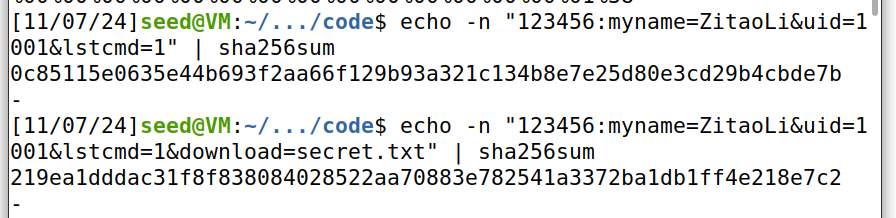 [11/07/24]seed@VM:~/.../code$ echo -n "123456:myname=ZitaoLi&uid=1
001&lstcmd=1" | sha256sum
0c85115e0635e44b693f2aa66f129b93a321c134b8e7e25d80e3cd29b4cbde7b
-
[11/07/24]seed@VM:~/.../code$ echo -n "123456:myname=ZitaoLi&uid=1
001&lstcmd=1&download=secret.txt" | sha256sum
219ea1dddac31f8f838084028522aa70883e782541a3372ba1db1ff4e218e7c2
-